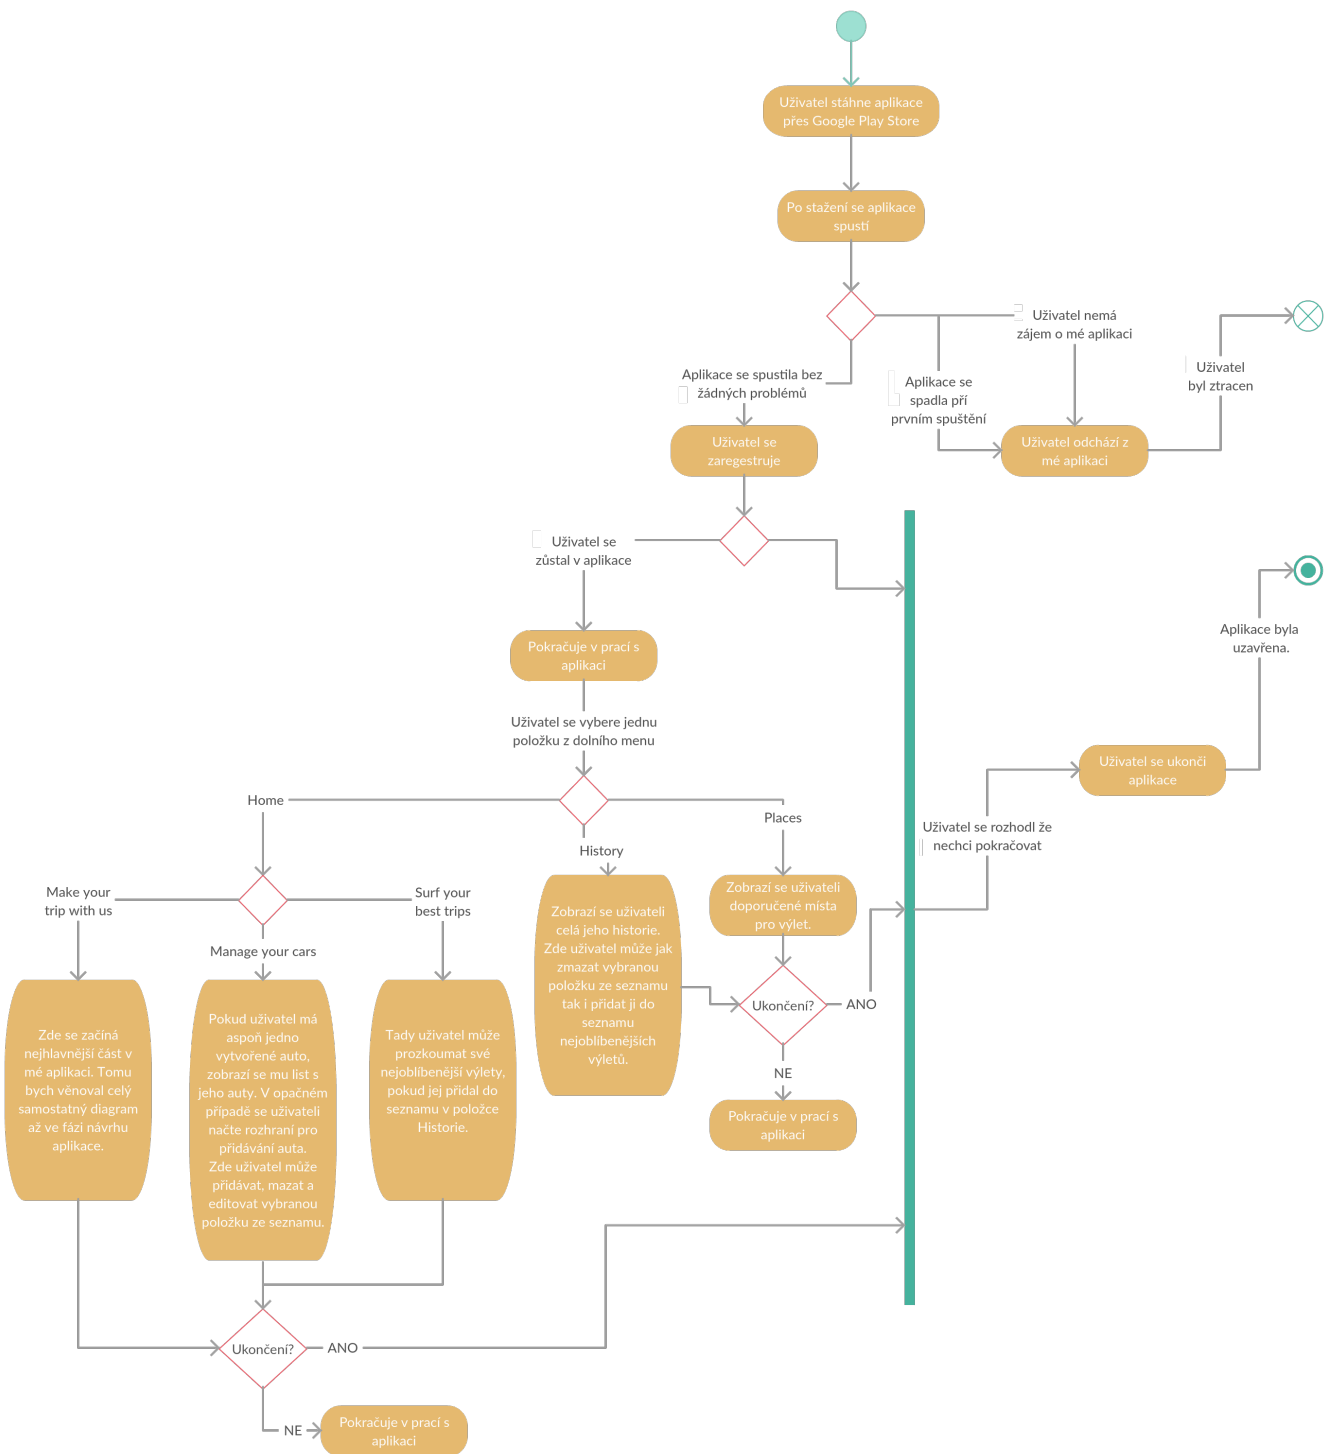 Uživatel stáhne aplikace
přes Google Play Store
Po stažení se aplikace
spustí
Uživatel nemá
zájem o mé aplikaci
Aplikace se spustila bez
žádných problémů
Aplikace se
spadla pří
prvním spuštění
Uživatel
byl ztracen
Uživatel se
zaregestruje
Uživatel odchází z
mé aplikaci
Uživatel se
zůstal v aplikace
Pokračuje v prací s
aplikaci
Aplikace byla
uzavřena.
Uživatel se vybere jednu
položku z dolního menu
Uživatel se ukonči
aplikace
Home
Places
History
Uživatel se rozhodl že
nechci pokračovat
Make your
trip with us
Surf your
best trips
Manage your cars
Zobrazí se uživateli
celá jeho historie.
Zde uživatel může jak
zmazat vybranou
položku ze seznamu
tak i přidat ji do
seznamu
nejoblíbenějších
výletů.
Zobrazí se uživateli
doporučené místa
pro výlet.
Ukončení?
ANO
NE
Pokračuje v prací s
aplikaci
Zde se začíná
nejhlavnější část v
mé aplikaci. Tomu
bych věnoval celý
samostatný diagram
až ve fázi návrhu
aplikace.
Pokud uživatel má
aspoň jedno
vytvořené auto,
zobrazí se mu list s
jeho auty. V opačném
případě se uživateli
načte rozhraní pro
přidávání auta.
Zde uživatel může
přidávat, mazat a
editovat vybranou
položku ze seznamu.
Tady uživatel může
prozkoumat své
nejoblíbenější výlety,
pokud jej přidal do
seznamu v položce
Historie.
Ukončení?
ANO
NE
Pokračuje v prací s
aplikaci